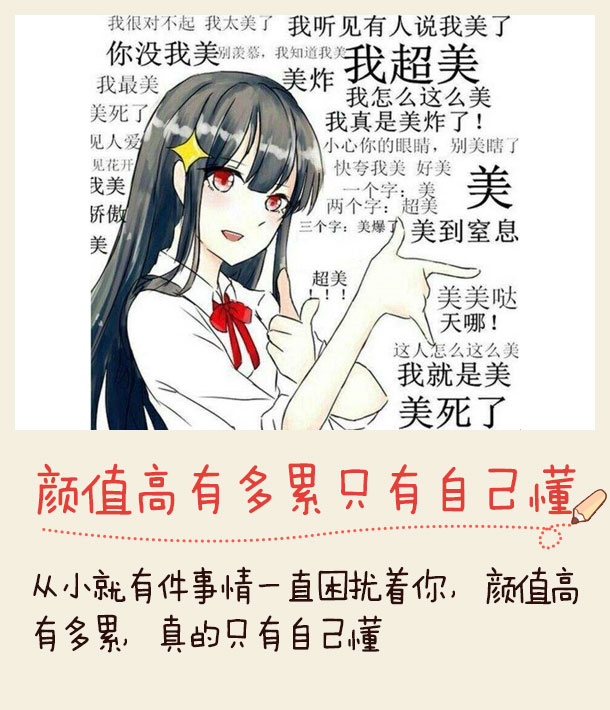 我很对不起 我太美了
我听见有人说我美了
你没我美
别羡慕，我知道我美
我超美
我最美
美炸
我怎么这么美
美死了
我真是美炸了！
见人爱
小心你的眼睛，别美瞎了
见花开
快夸我美 好美
我美
一个字：美
美
骄傲
两个字：超美
三个字：美爆了
美到窒息
美
超美
！！！
美美哒
天哪！
这人怎么这么美
我就是美
美死了
颜值高有多累只有自己懂
从小就有件事情一直困扰着你，颜值高
有多累，真的只有自己懂